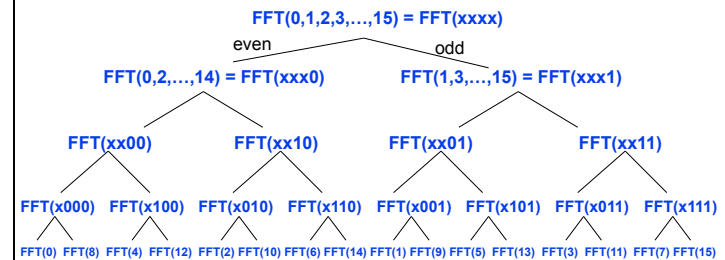 FFT(0,1,2,3,…,15) = FFT(xxxx)
even odd
FFT(0,2,…,14) = FFT(xxx0) FFT(1,3,…,15) = FFT(xxx1)
FFT(xx00) FFT(xx10) FFT(xx01) FFT(xx11)
FFT(x000) FFT(x100) FFT(x010) FFT(x110) FFT(x001) FFT(x101) FFT(x011) FFT(x111)
FFT(0) FFT(8) FFT(4) FFT(12) FFT(2) FFT(10) FFT(6) FFT(14) FFT(1) FFT(9) FFT(5) FFT(13) FFT(3) FFT(11) FFT(7) FFT(15)